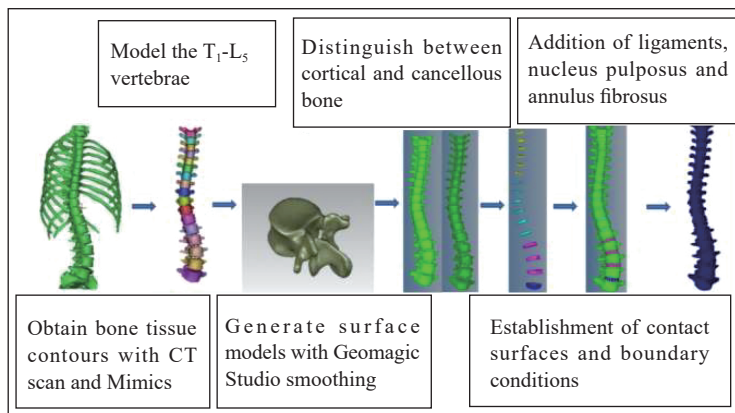 Model the T₁-L₅
vertebrae
Distinguish between
cortical and cancellous
bone
Addition of ligaments,
nucleus pulposus and
annulus fibrosus
Obtain bone tissue
contours with CT
scan and Mimics
Generate surface
models with Geomagic
Studio smoothing
Establishment of contact
surfaces and boundary
conditions